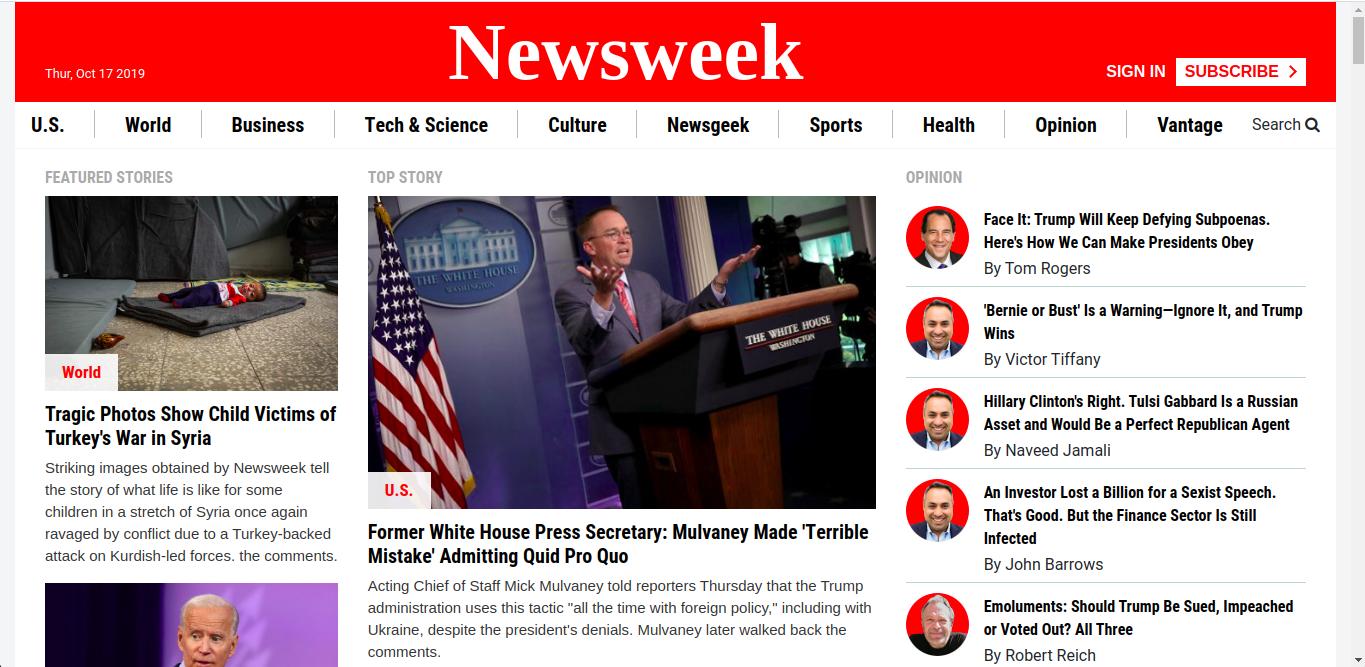 Newsweek
Thur, Oct 17 2019
SIGN IN
SUBSCRIBE
U.S.
World
Business
Tech & Science
Culture
Newsgeek
Sports
Health
Opinion
Vantage
Search
FEATURED STORIES
World
Tragic Photos Show Child Victims of
Turkey's War in Syria
Striking images obtained by Newsweek tell
the story of what life is like for some
children in a stretch of Syria once again
ravaged by conflict due to a Turkey-backed
attack on Kurdish-led forces. the comments.
TOP STORY
THE WHITE HOUSE
WASHINGTON
THE WHITE HOUSE
WASHINGTON
U.S.
Former White House Press Secretary: Mulvaney Made 'Terrible
Mistake' Admitting Quid Pro Quo
Acting Chief of Staff Mick Mulvaney told reporters Thursday that the Trump
administration uses this tactic "all the time with foreign policy," including with
Ukraine, despite the president's denials. Mulvaney later walked back the
comments.
OPINION
Face It: Trump Will Keep Defying Subpoenas.
Here's How We Can Make Presidents Obey
By Tom Rogers
'Bernie or Bust' Is a Warning—Ignore It, and Trump
Wins
By Victor Tiffany
Hillary Clinton's Right. Tulsi Gabbard Is a Russian
Asset and Would Be a Perfect Republican Agent
By Naveed Jamali
An Investor Lost a Billion for a Sexist Speech.
That's Good. But the Finance Sector Is Still
Infected
By John Barrows
Emoluments: Should Trump Be Sued, Impeached
or Voted Out? All Three
By Robert Reich